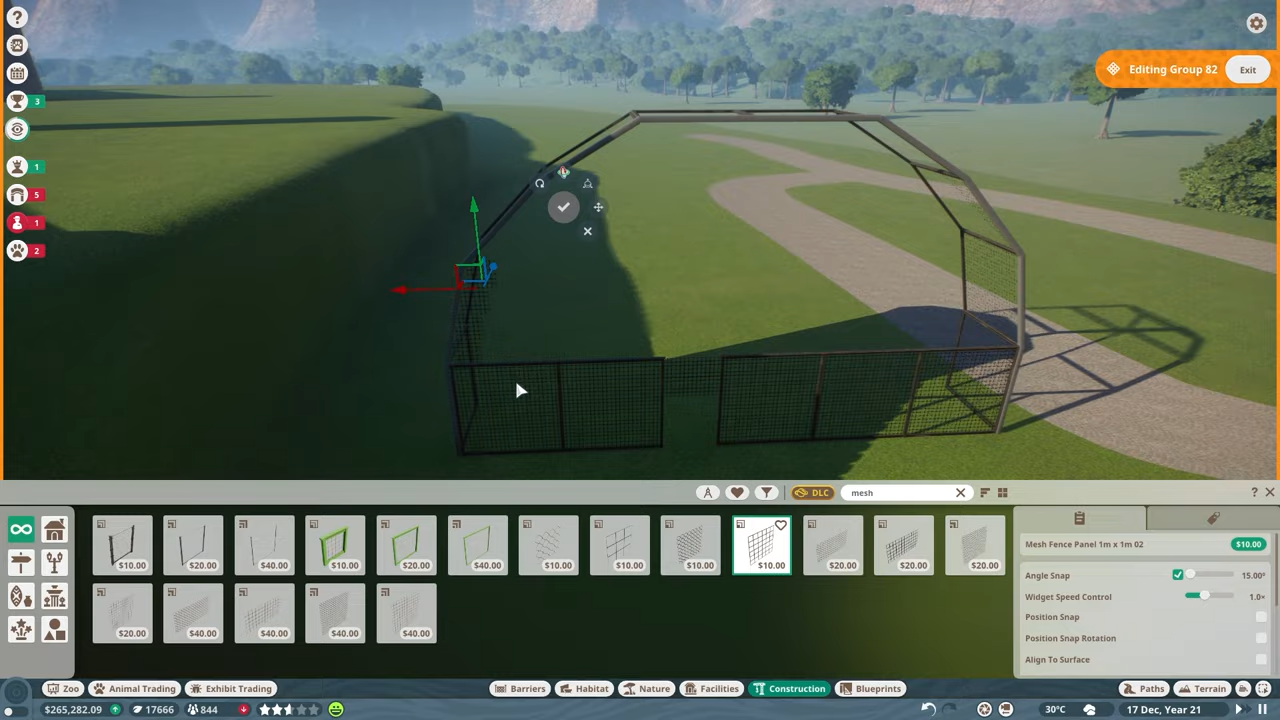 ?
3
1
5
1
2
Editing Group 82 Exit
DLC mesh
?
$10.00 $20.00 $40.00 $10.00 $20.00 $40.00 $10.00 $10.00 $10.00 $10.00 $20.00 $20.00 $20.00
$20.00 $40.00 $40.00 $40.00 $40.00
Mesh Fence Panel 1m x 1m 02 $10.00
Angle Snap 15.00°
Widget Speed Control 1.0×
Position Snap
Position Snap Rotation
Align To Surface
Zoo Animal Trading Exhibit Trading Barriers Habitat Nature Facilities Construction Blueprints Paths Terrain
$265,282.09 17666 844 30°C 17 Dec, Year 21